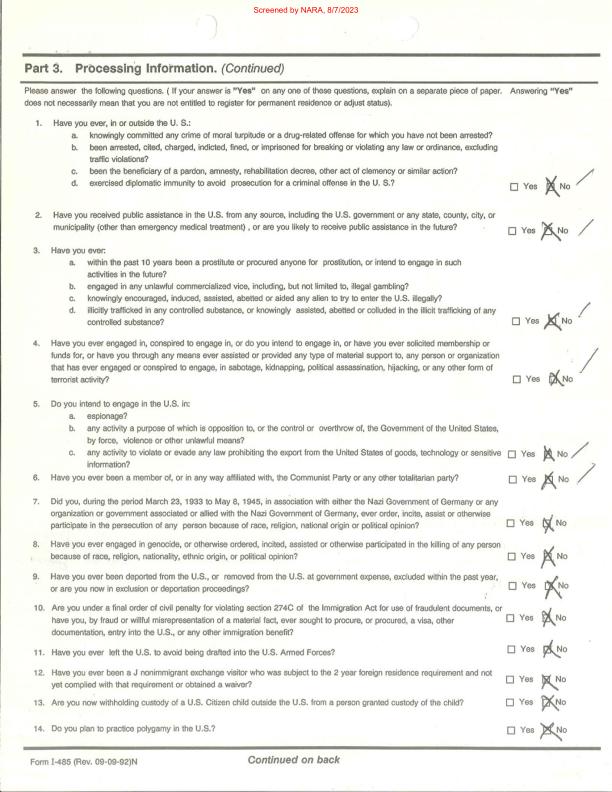 Screened by NARA, 8/7/2023
Part 3. Processing Information. (Continued)
Please answer the following questions. ( If your answer is "Yes" on any one of these questions, explain on a separate piece of paper. Answering "Yes"
does not necessarily mean that you are not entitled to register for permanent residence or adjust status).
1. Have you ever, in or outside the U. S.:
a. knowingly committed any crime of moral turpitude or a drug-related offense for which you have not been arrested?
b. been arrested, cited, charged, indicted, fined, or imprisoned for breaking or violating any law or ordinance, excluding
traffic violations?
c. been the beneficiary of a pardon, amnesty, rehabilitation decree, other act of clemency or similar action?
d. exercised diplomatic immunity to avoid prosecution for a criminal offense in the U. S.? Yes No
2. Have you received public assistance in the U.S. from any source, including the U.S. government or any state, county, city, or
municipality (other than emergency medical treatment) , or are you likely to receive public assistance in the future? Yes No
3. Have you ever:
a. within the past 10 years been a prostitute or procured anyone for prostitution, or intend to engage in such
activities in the future?
b. engaged in any unlawful commercialized vice, including, but not limited to, illegal gambling?
c. knowingly encouraged, induced, assisted, abetted or aided any alien to try to enter the U.S. illegally?
d. illicitly trafficked in any controlled substance, or knowingly assisted, abetted or colluded in the illicit trafficking of any
controlled substance? Yes No
4. Have you ever engaged in, conspired to engage in, or do you intend to engage in, or have you ever solicited membership or
funds for, or have you through any means ever assisted or provided any type of material support to, any person or organization
that has ever engaged or conspired to engage, in sabotage, kidnapping, political assassination, hijacking, or any other form of
terrorist activity? Yes No
5. Do you intend to engage in the U.S. in:
a. espionage?
b. any activity a purpose of which is opposition to, or the control or overthrow of, the Government of the United States,
by force, violence or other unlawful means?
c. any activity to violate or evade any law prohibiting the export from the United States of goods, technology or sensitive Yes No
information?
6. Have you ever been a member of, or in any way affiliated with, the Communist Party or any other totalitarian party? Yes No
7. Did you, during the period March 23, 1933 to May 8, 1945, in association with either the Nazi Government of Germany or any
organization or government associated or allied with the Nazi Government of Germany, ever order, incite, assist or otherwise
participate in the persecution of any person because of race, religion, national origin or political opinion? Yes No
8. Have you ever engaged in genocide, or otherwise ordered, incited, assisted or otherwise participated in the killing of any person
because of race, religion, nationality, ethnic origin, or political opinion? Yes No
9. Have you ever been deported from the U.S., or removed from the U.S. at government expense, excluded within the past year,
or are you now in exclusion or deportation proceedings? Yes No
10. Are you under a final order of civil penalty for violating section 274C of the Immigration Act for use of fraudulent documents, or
have you, by fraud or willful misrepresentation of a material fact, ever sought to procure, or procured, a visa, other Yes No
documentation, entry into the U.S., or any other immigration benefit?
11. Have you ever left the U.S. to avoid being drafted into the U.S. Armed Forces? Yes No
12. Have you ever been a J nonimmigrant exchange visitor who was subject to the 2 year foreign residence requirement and not
yet complied with that requirement or obtained a waiver? Yes No
13. Are you now withholding custody of a U.S. Citizen child outside the U.S. from a person granted custody of the child? Yes No
14. Do you plan to practice polygamy in the U.S.? Yes No
Form I-485 (Rev. 09-09-92)N Continued on back